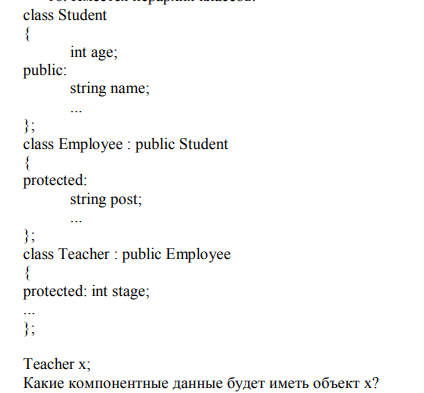 class Student
{
int age;
public:
string name;
...
};
class Employee : public Student
{
protected:
string post;
...
};
class Teacher : public Employee
{
protected: int stage;
...
};
Teacher x;
Какие компонентные данные будет иметь объект х?